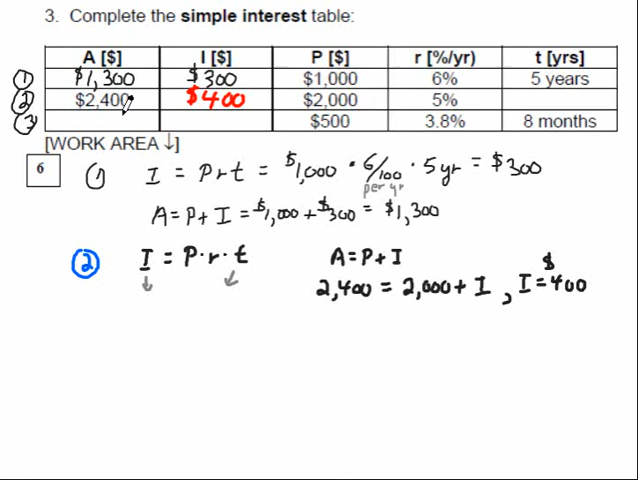 3. Complete the simple interest table:
A [$] I [$] P [$] r [%/yr) t [yrs)
① $1,300 $300 $1,000 6% 5 years
② $2,400 $400 $2,000 5%
③ $500 3.8% 8 months
[WORK AREA ↓]
6
① I = Prt = $1,000 · 6/100 · 5 yr = $300
per yr
A = P + I = $1,000 + $300 = $1,300
② I = P·r·t A = P + I
↓ ↙ 2,400 = 2,000 + I , I = $400